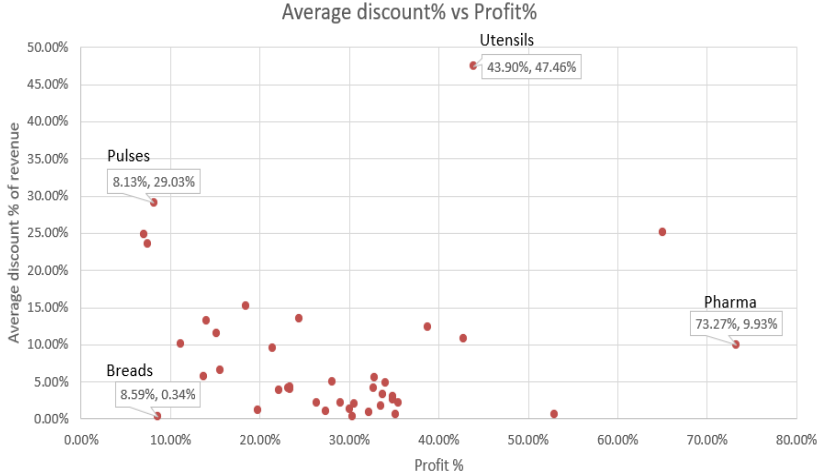 Average discount% vs Profit%
Utensils
43.90%, 47.46%
Pulses
8.13%, 29.03%
Pharma
73.27%, 9.93%
Breads
8.59%, 0.34%
Average discount % of revenue
50.00%
45.00%
40.00%
35.00%
30.00%
25.00%
20.00%
15.00%
10.00%
5.00%
0.00%
0.00% 10.00% 20.00% 30.00% 40.00% 50.00% 60.00% 70.00% 80.00%
Profit %